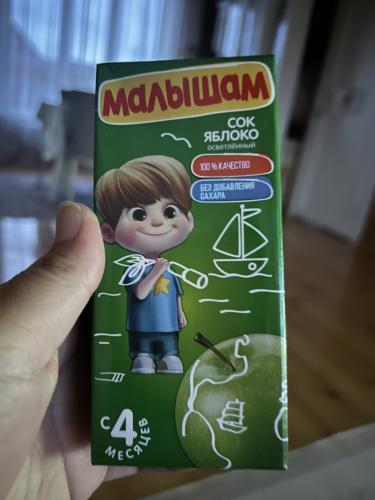 МАЛЫШАМ
СОК
ЯБЛОКО
осветлённый
100 % КАЧЕСТВО
БЕЗ ДОБАВЛЕНИЯ
САХАРА
С 4
МЕСЯЦЕВ